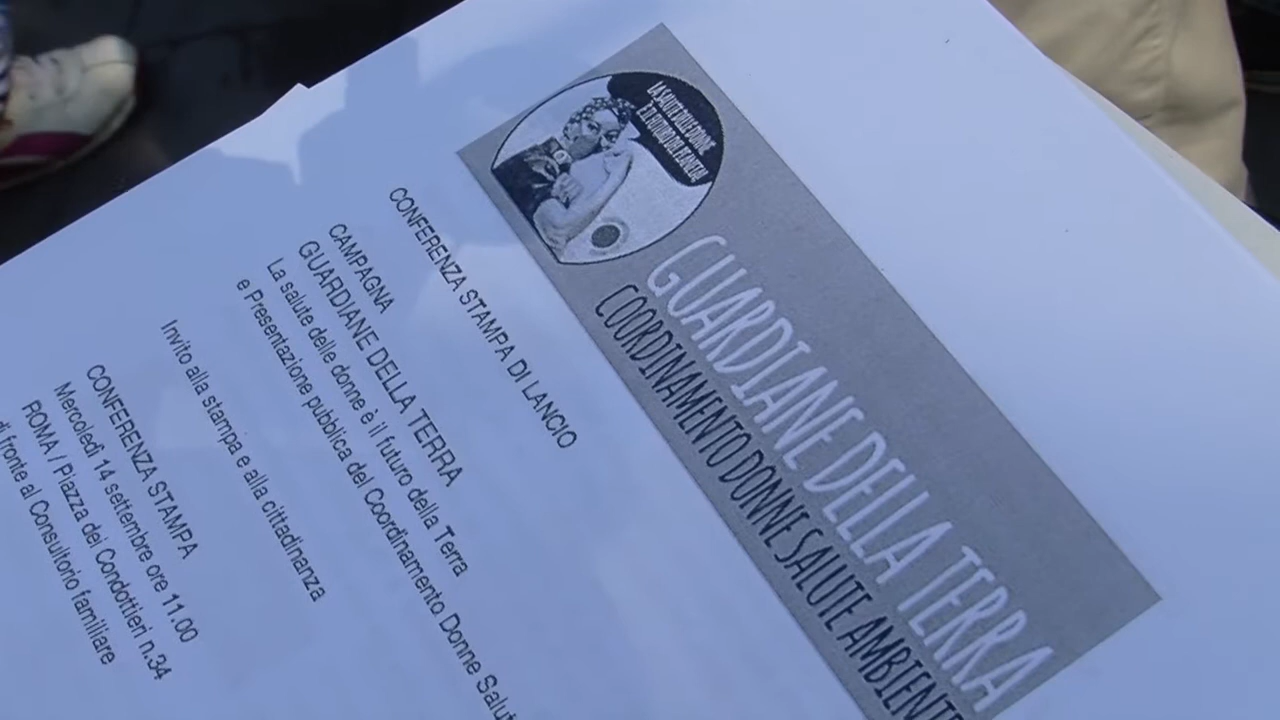 LA SALUTE DELLE DONNE
È IL FUTURO DEL PIANETA!
GUARDIANE DELLA TERRA
COORDINAMENTO DONNE SALUTE AMBIENTE
CONFERENZA STAMPA DI LANCIO
CAMPAGNA
GUARDIANE DELLA TERRA
La salute delle donne è il futuro della Terra
e Presentazione pubblica del Coordinamento Donne Salut
Invito alla stampa e alla cittadinanza
CONFERENZA STAMPA
Mercoledì 14 settembre ore 11.00
ROMA / Piazza dei Condottieri n.34
di fronte al Consultorio familiare